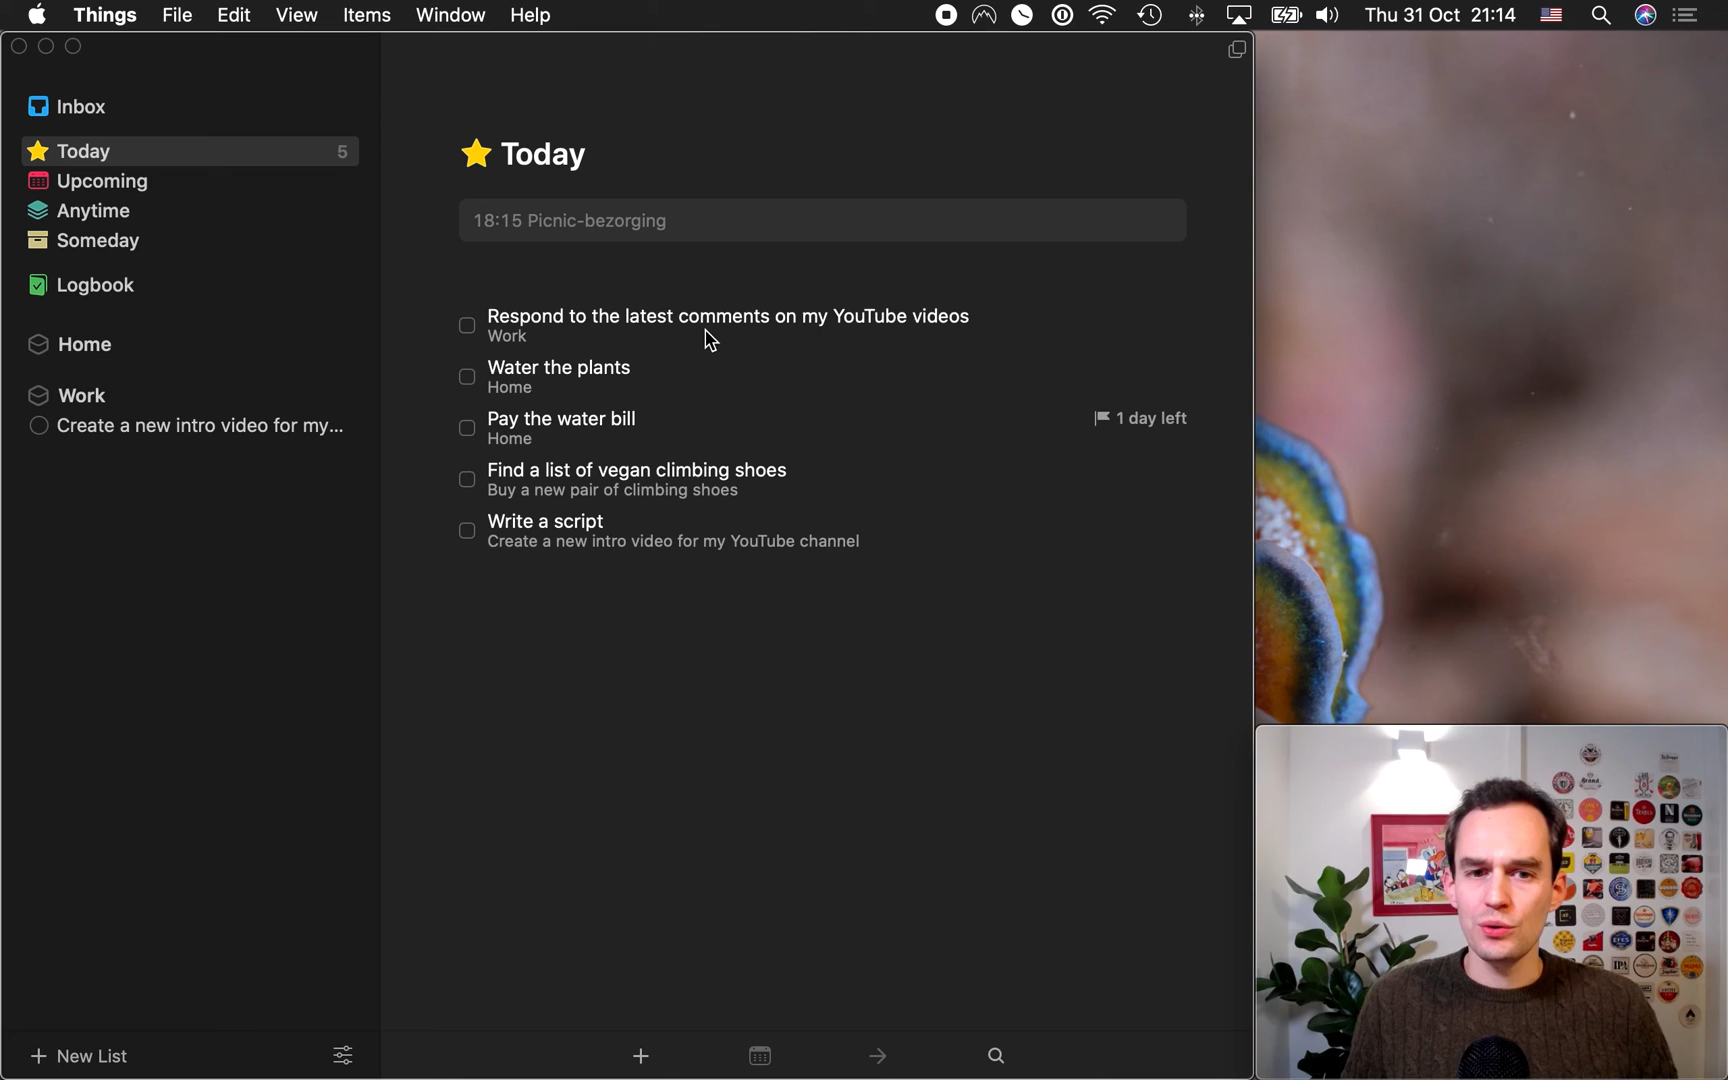 Things File Edit View Items Window Help Thu 31 Oct 21:14
Inbox
Today 5
Upcoming
Anytime
Someday
Logbook
Home
Work
Create a new intro video for my...
New List
Today
18:15 Picnic-bezorging
Respond to the latest comments on my YouTube videos
Work
Water the plants
Home
Pay the water bill 1 day left
Home
Find a list of vegan climbing shoes
Buy a new pair of climbing shoes
Write a script
Create a new intro video for my YouTube channel
EFES
IPA